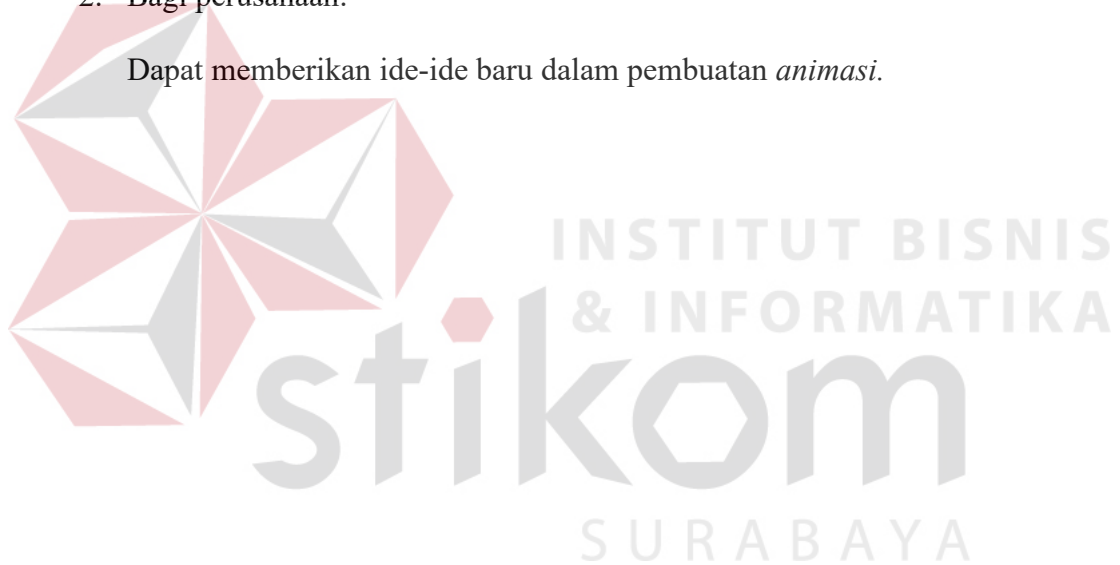 2. Bagi perusahaan.
Dapat memberikan ide-ide baru dalam pembuatan animasi.
INSTITUT BISNIS
& INFORMATIKA
stikom
SURABAYA